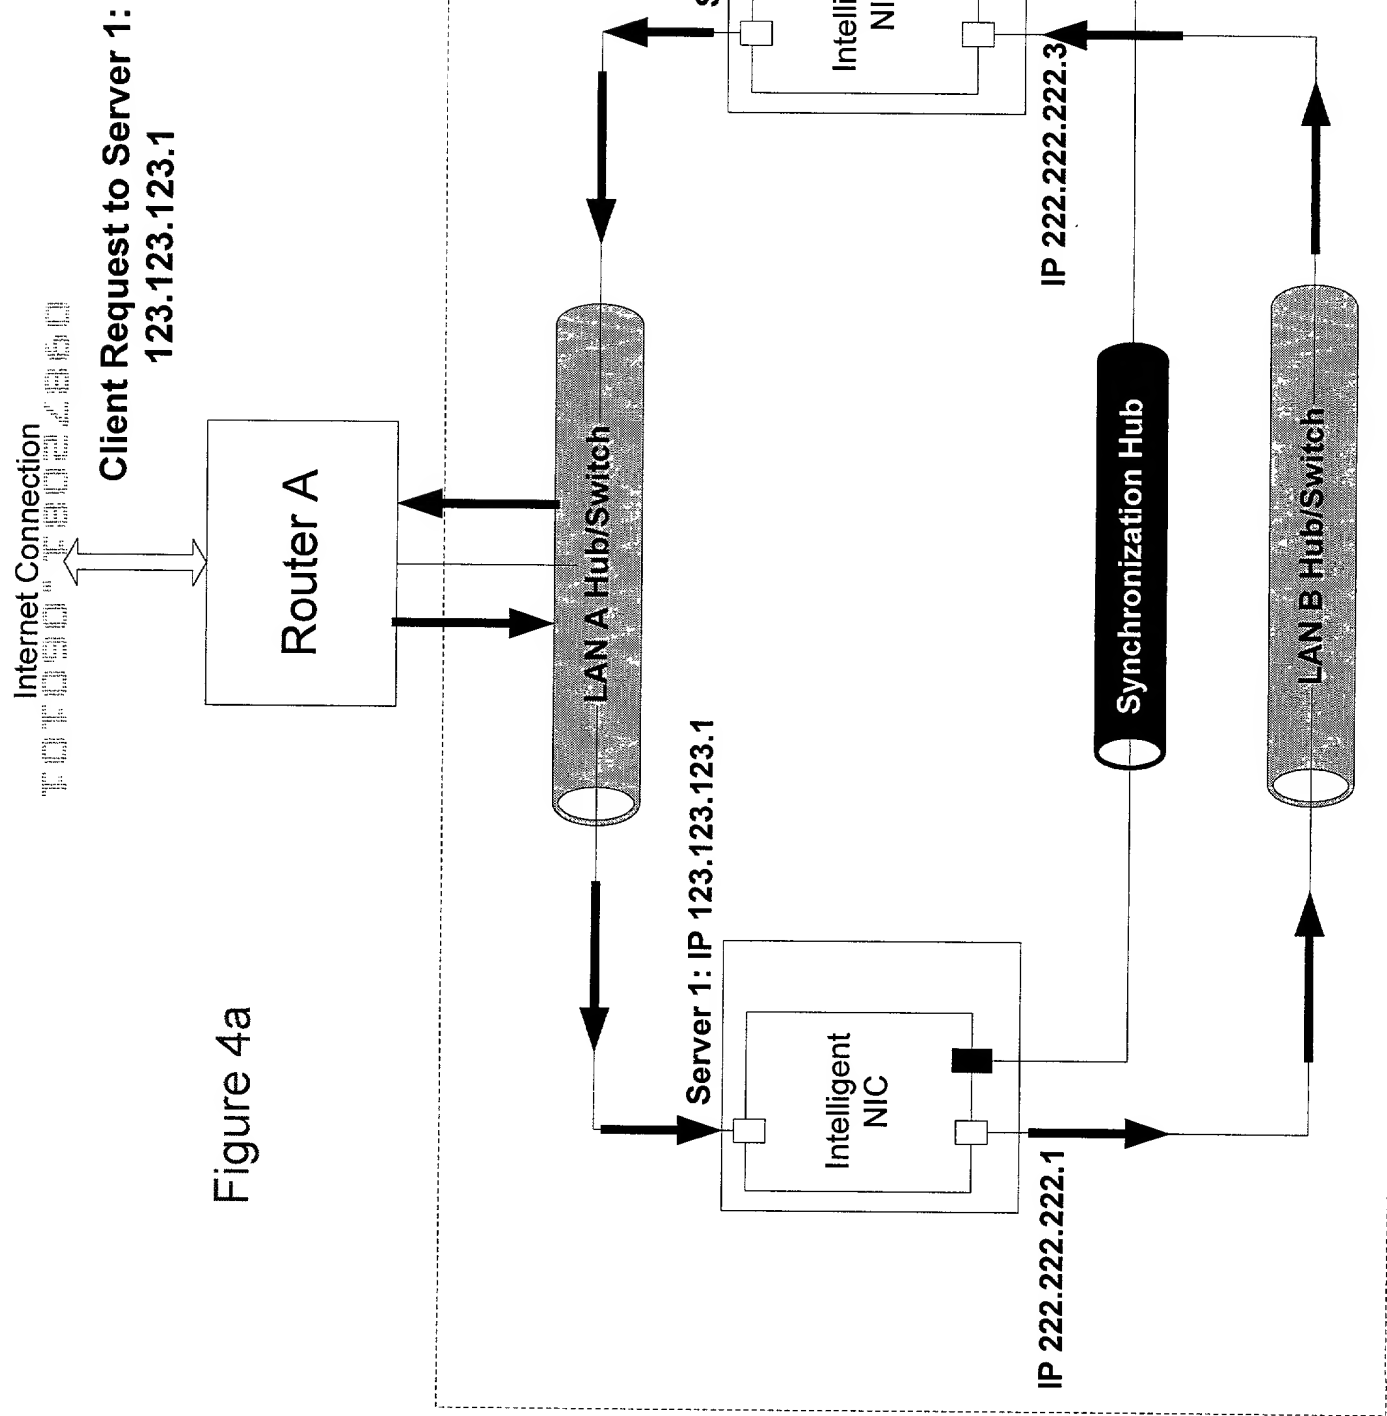 Internet Connection
Client Request to Server 1:
123.123.123.1
Router A
Figure 4a
LAN A Hub/Switch
Server 1: IP 123.123.123.1
Intelligent
NIC
IP 222.222.222.1
IP 222.222.222.3
Synchronization Hub
LAN B Hub/Switch